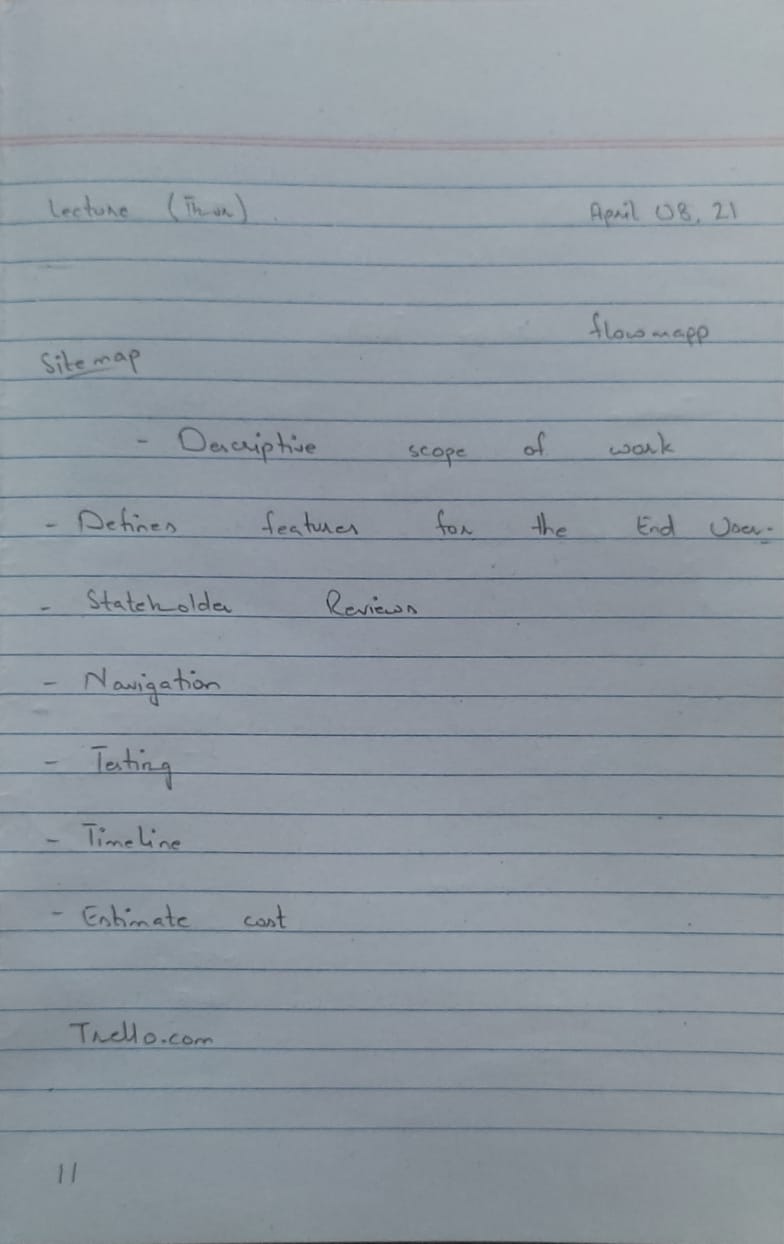 Lecture (Thur) April 08, 21
flowmapp
Sitemap
- Descriptive scope of work
- Defines features for the End User.
- Stakeholder Reviews
- Navigation
- Testing
- Timeline
- Estimate cost
Trello.com
11